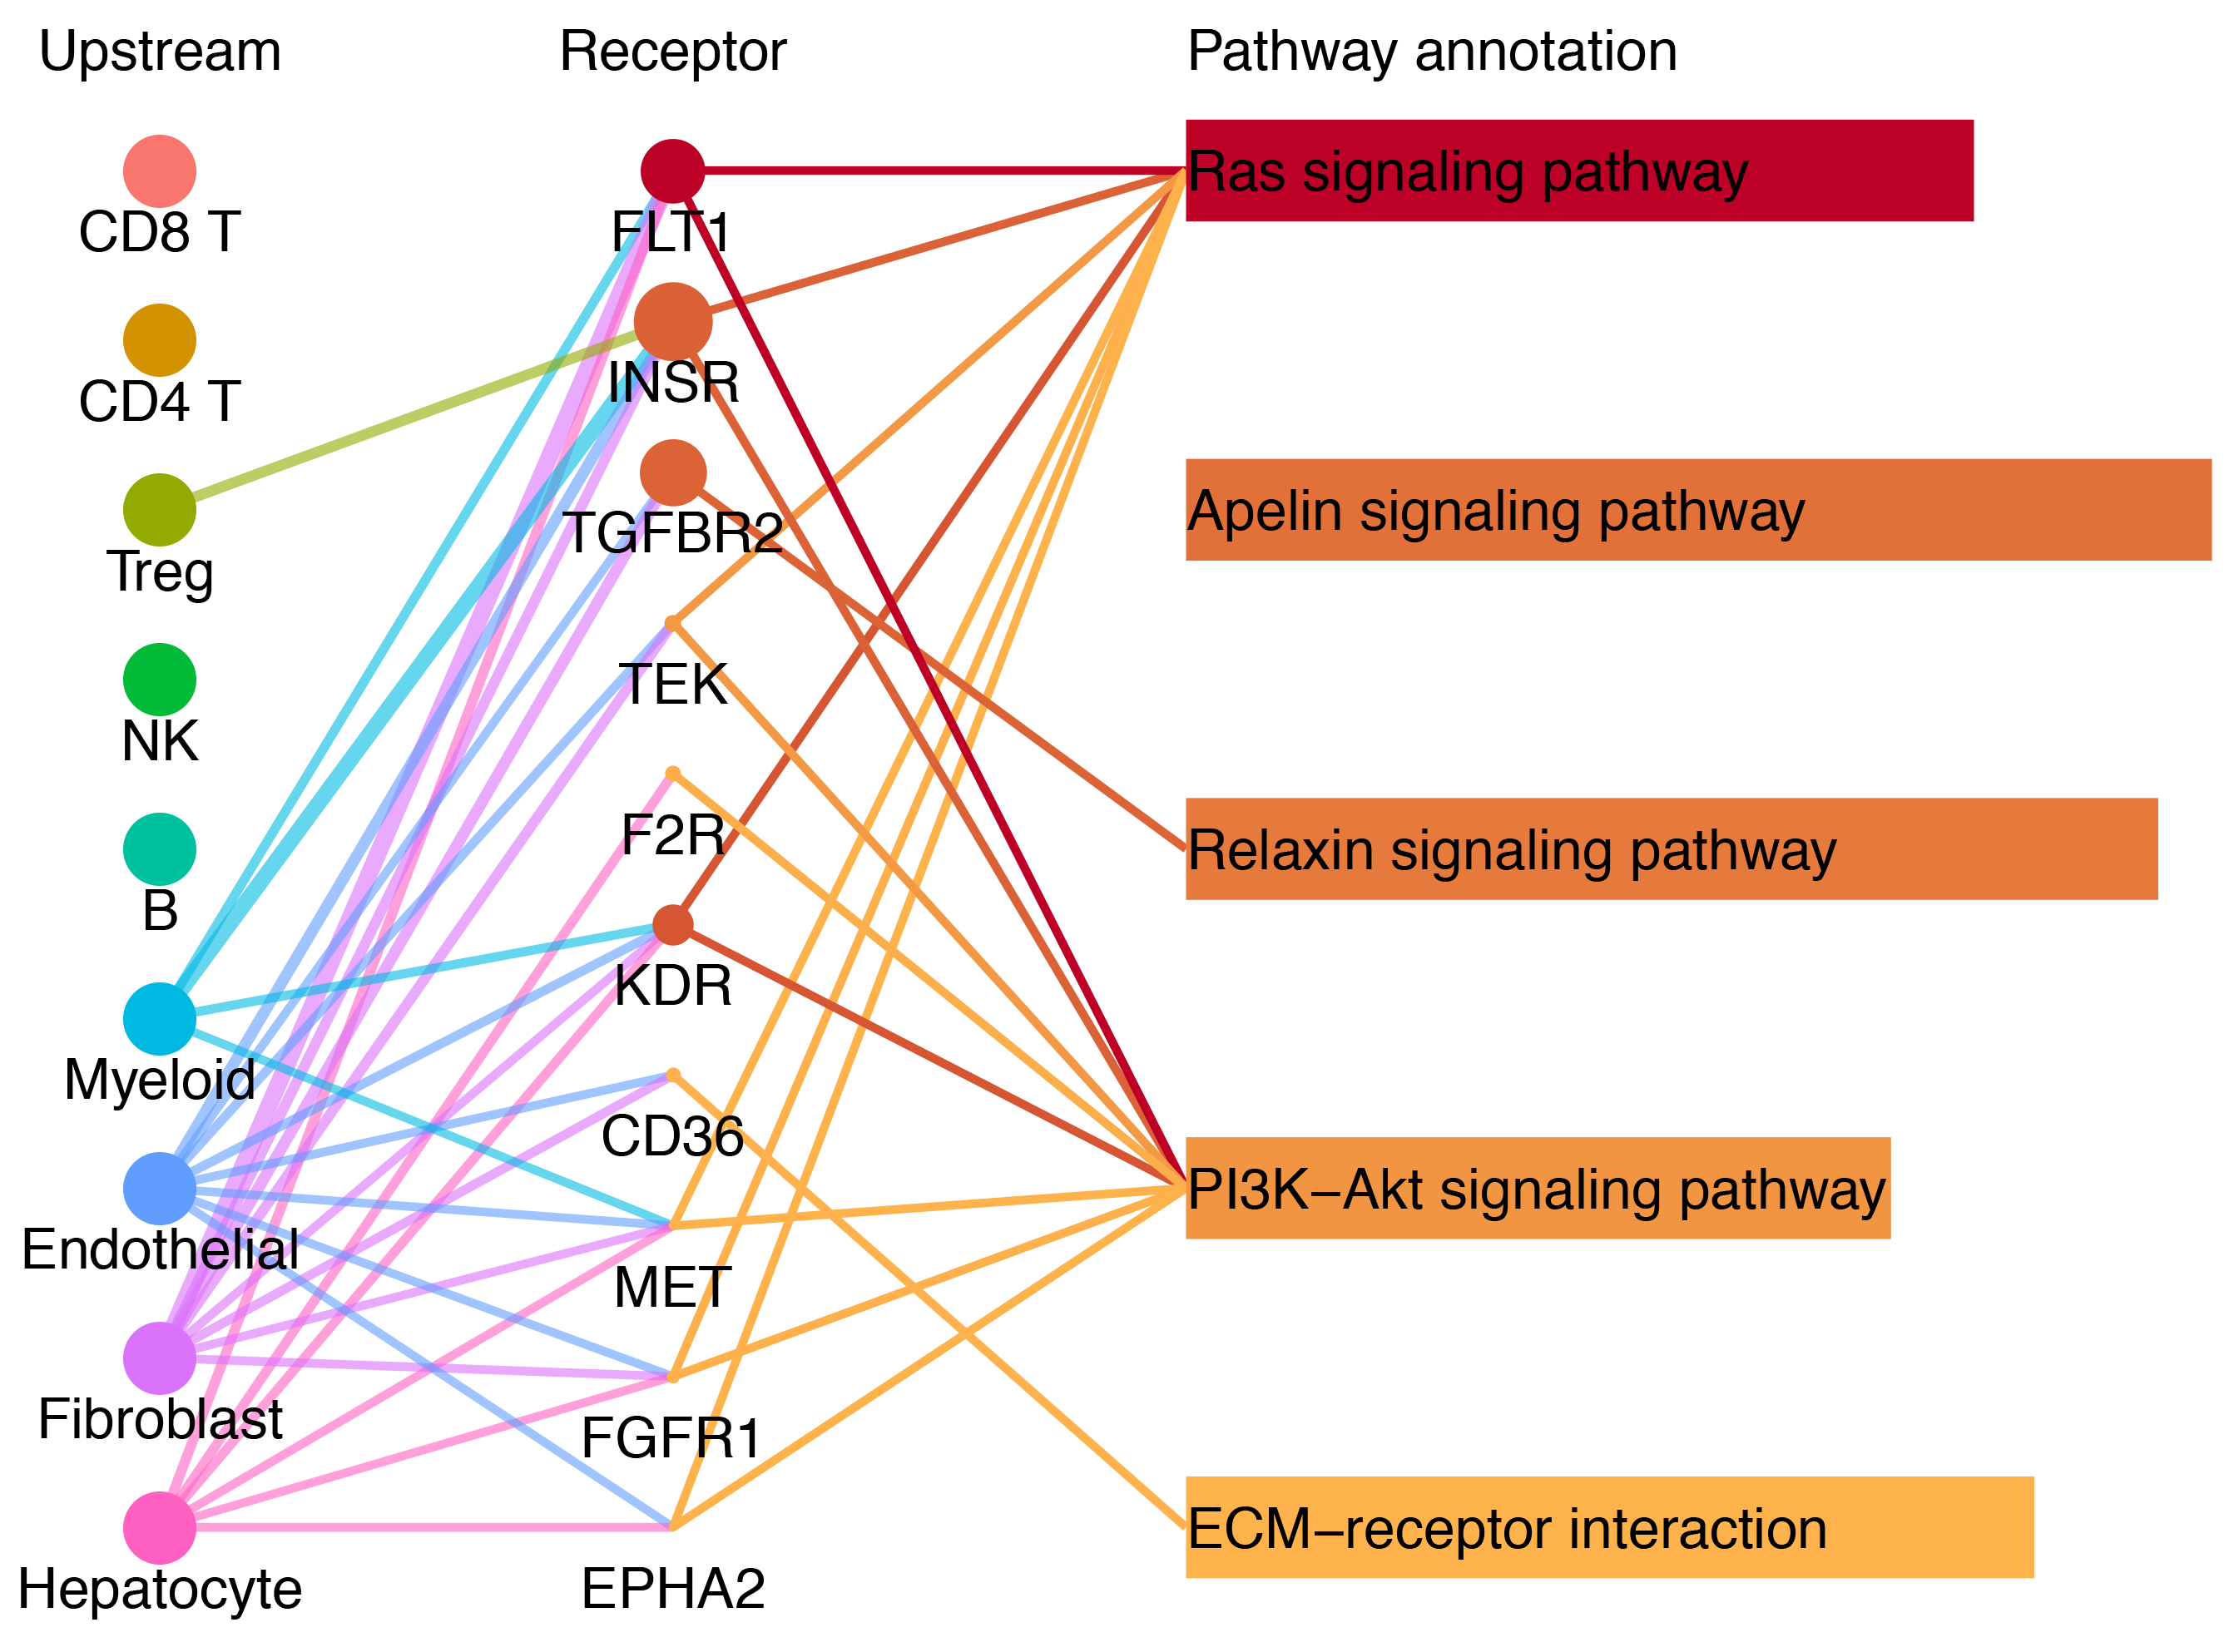 Upstream
Receptor
Pathway annotation
CD8 T
CD4 T
Treg
NK
B
Myeloid
Endothelial
Fibroblast
Hepatocyte
FLT1
INSR
TGFBR2
TEK
F2R
KDR
CD36
MET
FGFR1
EPHA2
Ras signaling pathway
Apelin signaling pathway
Relaxin signaling pathway
PI3K−Akt signaling pathway
ECM−receptor interaction